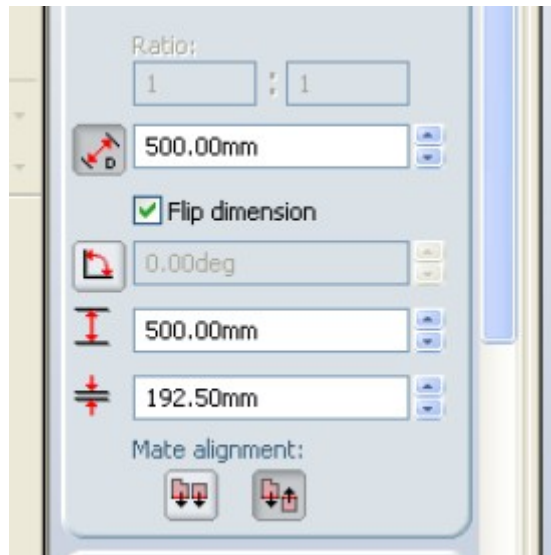 Ratio:
1 : 1
D
500.00mm
Flip dimension
0.00deg
500.00mm
192.50mm
Mate alignment: